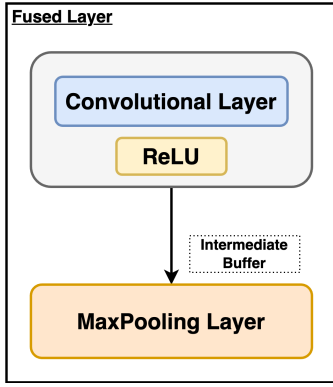 Fused Layer
Convolutional Layer
ReLU
Intermediate
Buffer
MaxPooling Layer